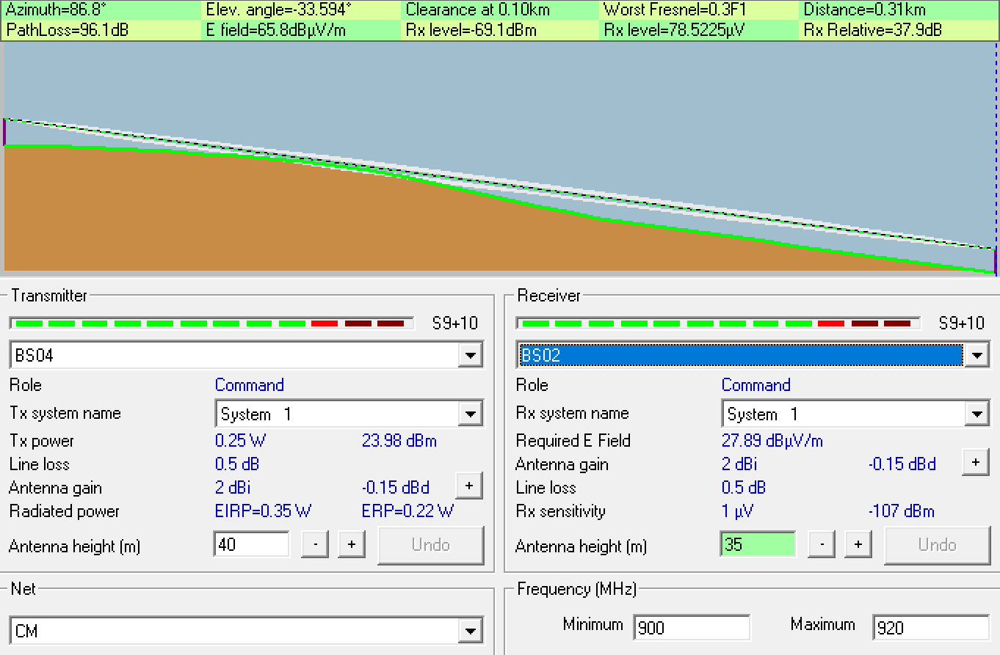 Azimuth=86.8° Elev. angle=-33.594° Clearance at 0.10km Worst Fresnel=0.3F1 Distance=0.31km
PathLoss=96.1dB E field=65.8dBµV/m Rx level=-69.1dBm Rx level=78.5225µV Rx Relative=37.9dB
Transmitter
S9+10
BS04
Role Command
Tx system name System 1
Tx power 0.25 W 23.98 dBm
Line loss 0.5 dB
Antenna gain 2 dBi -0.15 dBd +
Radiated power EIRP=0.35 W ERP=0.22 W
Antenna height (m) 40 - + Undo
Receiver
S9+10
BS02
Role Command
Rx system name System 1
Required E Field 27.89 dBµV/m
Antenna gain 2 dBi -0.15 dBd +
Line loss 0.5 dB
Rx sensitivity 1 µV -107 dBm
Antenna height (m) 35 - + Undo
Net
CM
Frequency (MHz)
Minimum 900 Maximum 920